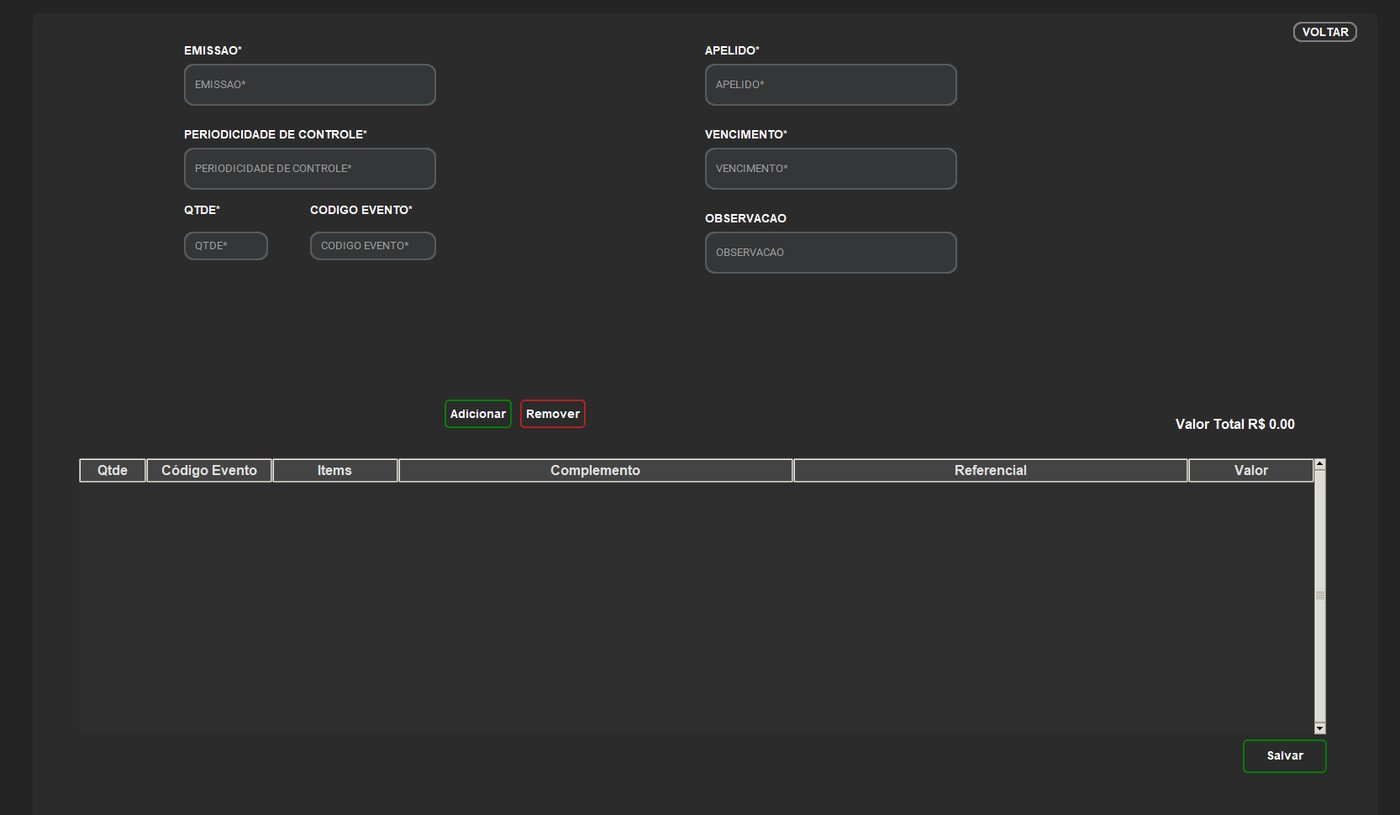 VOLTAR
EMISSAO*
APELIDO*
EMISSAO*
APELIDO*
PERIODICIDADE DE CONTROLE*
VENCIMENTO*
PERIODICIDADE DE CONTROLE*
VENCIMENTO*
QTDE*
CODIGO EVENTO*
OBSERVACAO
QTDE*
CODIGO EVENTO*
OBSERVACAO
Adicionar
Remover
Valor Total R$ 0.00
Qtde
Código Evento
Items
Complemento
Referencial
Valor
Salvar